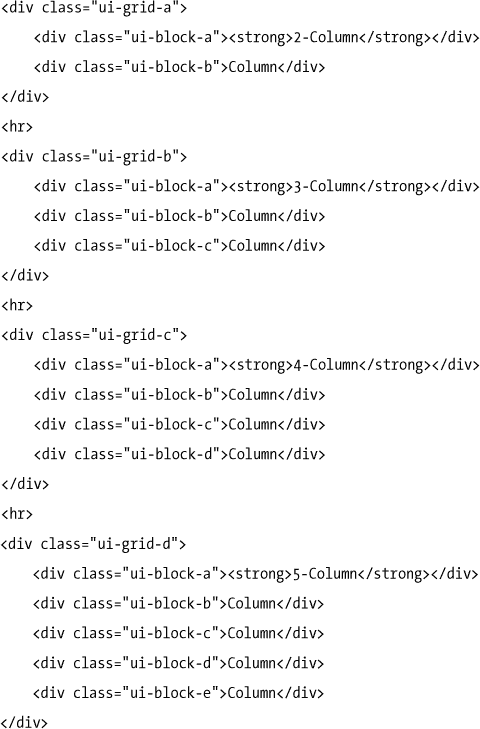 <div class="ui-grid-a">
    <div class="ui-block-a"><strong>2-Column</strong></div>
    <div class="ui-block-b">Column</div>
</div>
<hr>
<div class="ui-grid-b">
    <div class="ui-block-a"><strong>3-Column</strong></div>
    <div class="ui-block-b">Column</div>
    <div class="ui-block-c">Column</div>
</div>
<hr>
<div class="ui-grid-c">
    <div class="ui-block-a"><strong>4-Column</strong></div>
    <div class="ui-block-b">Column</div>
    <div class="ui-block-c">Column</div>
    <div class="ui-block-d">Column</div>
</div>
<hr>
<div class="ui-grid-d">
    <div class="ui-block-a"><strong>5-Column</strong></div>
    <div class="ui-block-b">Column</div>
    <div class="ui-block-c">Column</div>
    <div class="ui-block-d">Column</div>
    <div class="ui-block-e">Column</div>
</div>